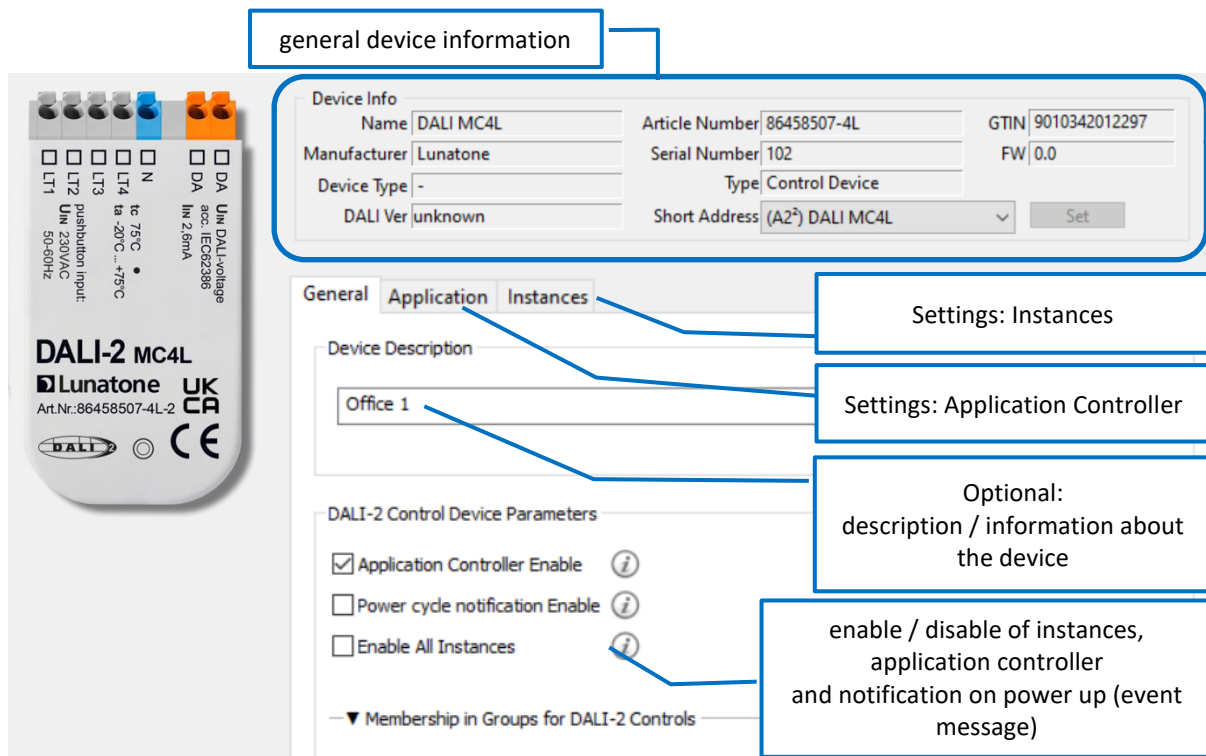 general device information
LT1
LT2
LT3
LT4
N
DA
DA
pushbutton input:
UIN 230VAC
50-60Hz
tc 75°C
ta -20°C ... +75°C
UIN DALI-voltage
acc. IEC62386
IIN 2,6mA
DALI-2 MC4L
Lunatone
UK
CA
Art.Nr.:86458507-4L-2
DALI 2
CE
Device Info
Name DALI MC4L
Article Number 86458507-4L
GTIN 9010342012297
Manufacturer Lunatone
Serial Number 102
FW 0.0
Device Type -
Type Control Device
DALI Ver unknown
Short Address (A2²) DALI MC4L
Set
General
Application
Instances
Settings: Instances
Device Description
Office 1
Settings: Application Controller
Optional:
description / information about
the device
DALI-2 Control Device Parameters
Application Controller Enable
Power cycle notification Enable
Enable All Instances
enable / disable of instances,
application controller
and notification on power up (event
message)
▼ Membership in Groups for DALI-2 Controls